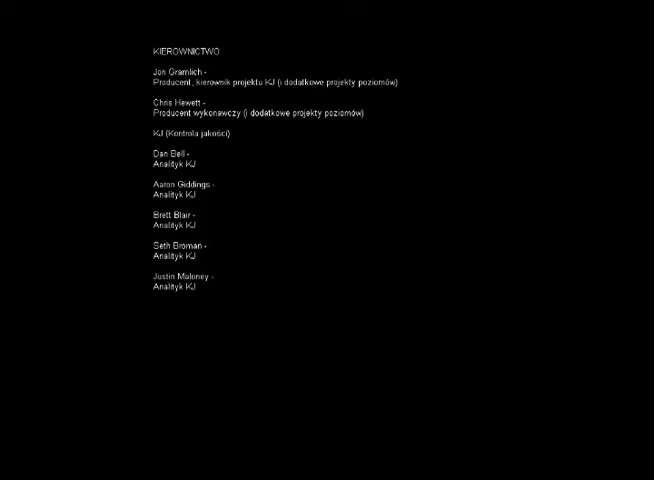 KIEROWNICTWO
Jon Gramlich -
Producent, kierownik projektu KJ (i dodatkowe projekty poziomów)
Chris Hewett -
Producent wykonawczy (i dodatkowe projekty poziomów)
KJ (Kontrola jakości)
Dan Bell -
Analityk KJ
Aaron Giddings -
Analityk KJ
Brett Blair -
Analityk KJ
Seth Broman -
Analityk KJ
Justin Maloney -
Analityk KJ